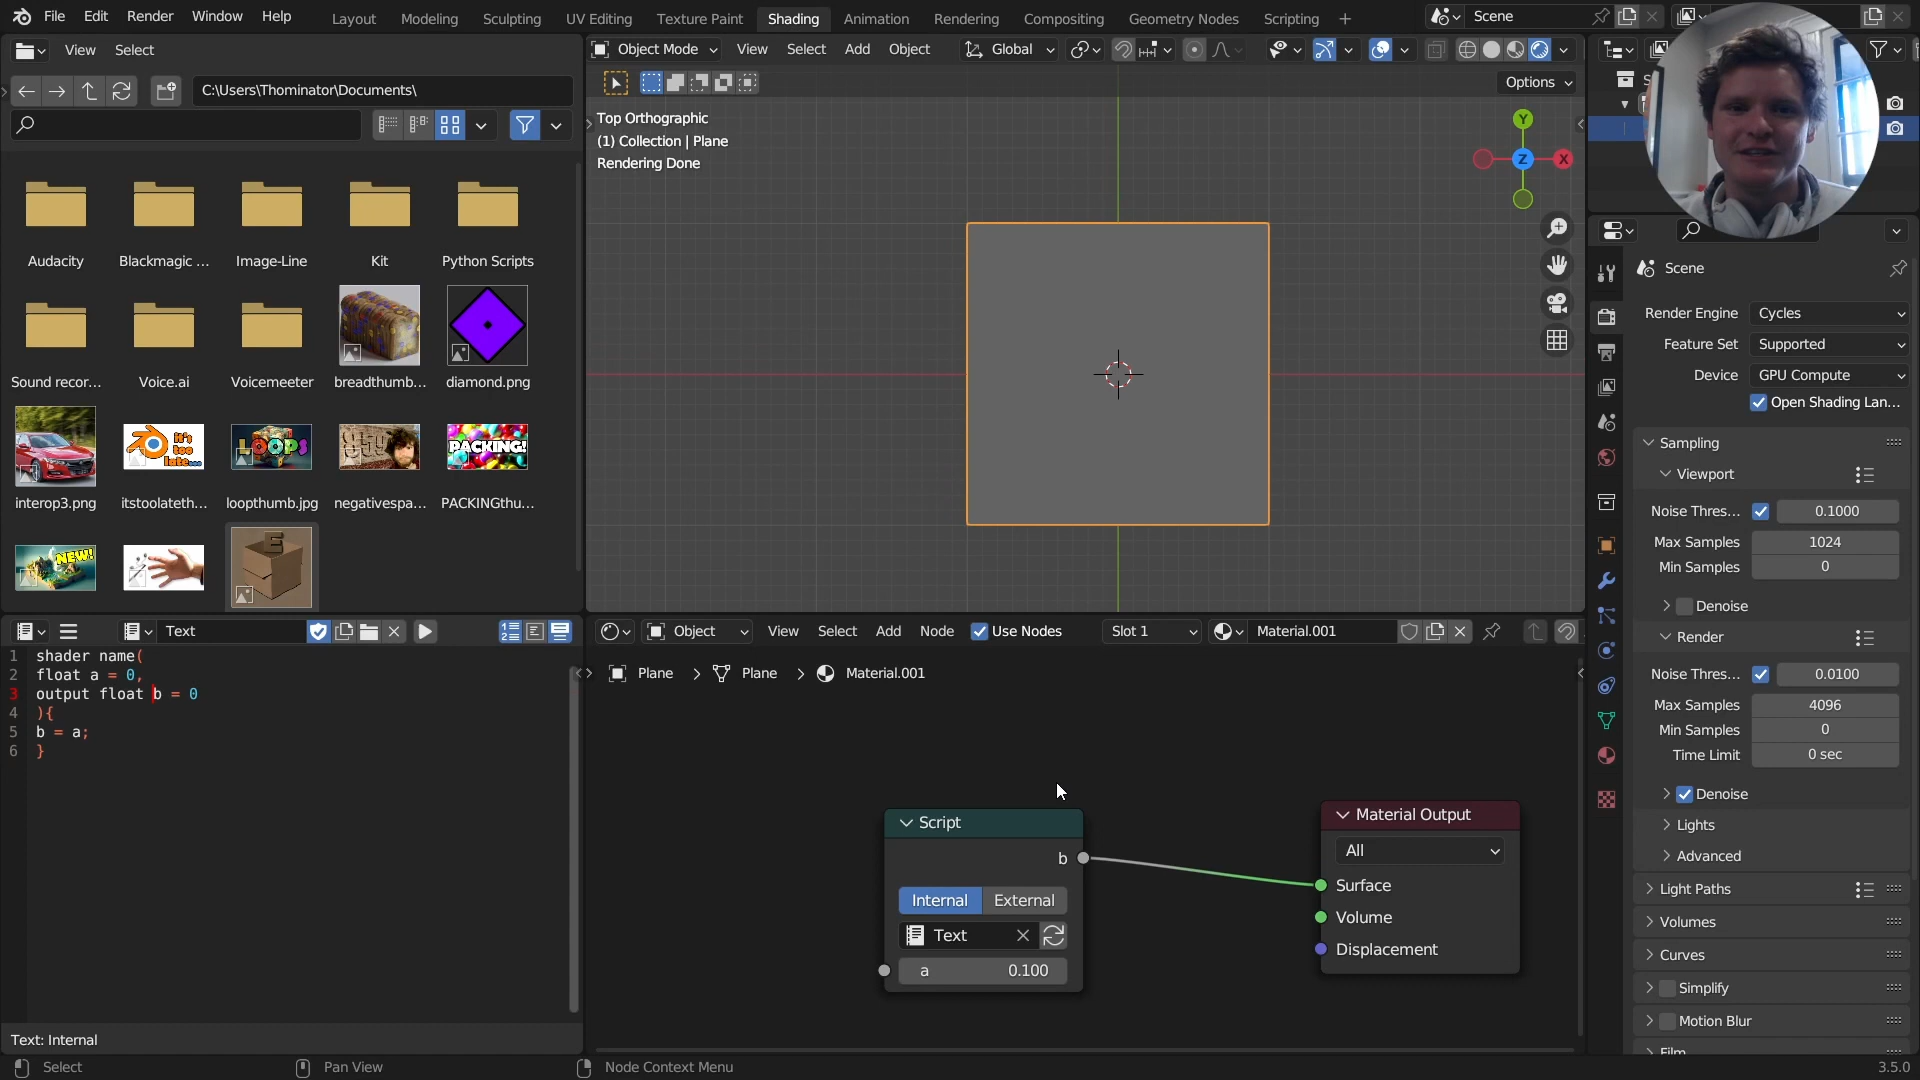 File Edit Render Window Help
Layout Modeling Sculpting UV Editing Texture Paint Shading Animation Rendering Compositing Geometry Nodes Scripting +
Scene
View Select
C:\Users\Thominator\Documents\
Audacity Blackmagic ... Image-Line Kit Python Scripts
Sound recor... Voice.ai Voicemeeter breadthumb... diamond.png
it's too late...
LOOPS
PACKING!
interop3.png itstoolateth... loopthumb.jpg negativespa... PACKINGthu...
NEW!
E
Object Mode View Select Add Object Global
Options
Top Orthographic
(1) Collection | Plane
Rendering Done
Y
Z
X
Scene
Render Engine Cycles
Feature Set Supported
Device GPU Compute
Open Shading Lan...
Sampling
Viewport
Noise Thres... 0.1000
Max Samples 1024
Min Samples 0
Denoise
Render
Noise Thres... 0.0100
Max Samples 4096
Min Samples 0
Time Limit 0 sec
Denoise
Lights
Advanced
Light Paths
Volumes
Curves
Simplify
Motion Blur
Film
Text
1 shader name(
2 float a = 0,
3 output float b = 0
4 ){
5 b = a;
6 }
Text: Internal
Object View Select Add Node Use Nodes Slot 1 Material.001
Plane > Plane > Material.001
Script
b
Internal External
Text
a 0.100
Material Output
All
Surface
Volume
Displacement
Select Pan View Node Context Menu 3.5.0